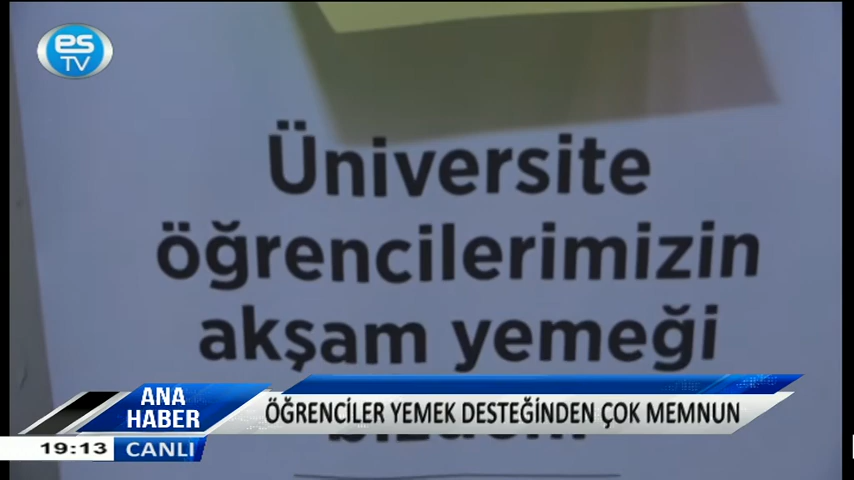 es
TV
Üniversite
öğrencilerimizin
akşam yemeği
ANA
HABER
ÖĞRENCİLER YEMEK DESTEĞİNDEN ÇOK MEMNUN
19:13 CANLI